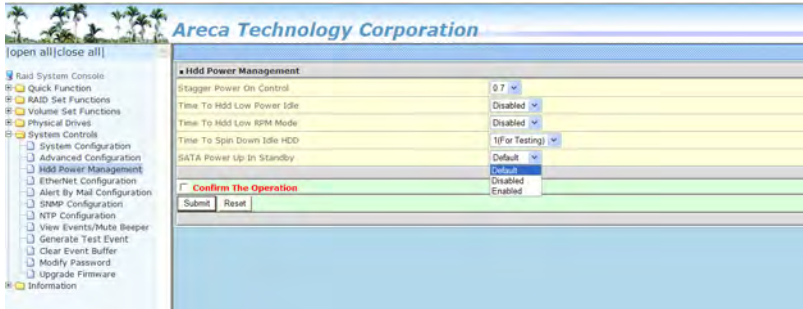 Areca Technology Corporation
|open all|close all|
Raid System Console
Quick Function
RAID Set Functions
Volume Set Functions
Physical Drives
System Controls
System Configuration
Advanced Configuration
Hdd Power Management
EtherNet Configuration
Alert By Mail Configuration
SNMP Configuration
NTP Configuration
View Events/Mute Beeper
Generate Test Event
Clear Event Buffer
Modify Password
Upgrade Firmware
Information
Hdd Power Management
Stagger Power On Control 0.7
Time To Hdd Low Power Idle Disabled
Time To Hdd Low RPM Mode Disabled
Time To Spin Down Idle HDD 1(For Testing)
SATA Power Up In Standby Default
Default
Disabled
Enabled
Confirm The Operation
Submit Reset